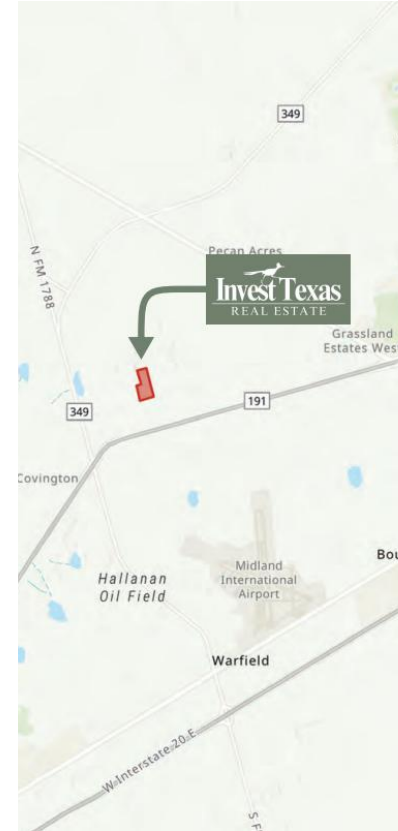 349
Pecan Acres
N FM 1788
Invest Texas
REAL ESTATE
Grassland
Estates Wes
349
191
Covington
Bou
Hallanan
Oil Field
Midland
International
Airport
Warfield
W Interstate 20 E
S F